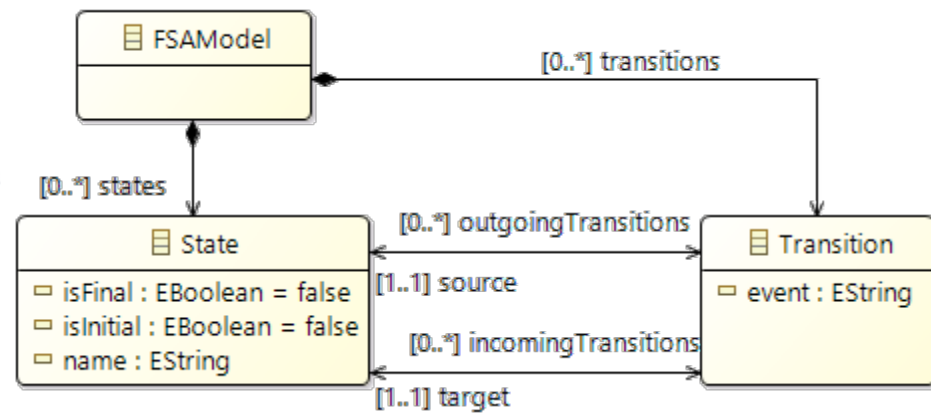 FSAModel
[0..*] transitions
[0..*] states
State
isFinal : EBoolean = false
isInitial : EBoolean = false
name : EString
[0..*] outgoingTransitions
[1..1] source
[0..*] incomingTransitions
[1..1] target
Transition
event : EString